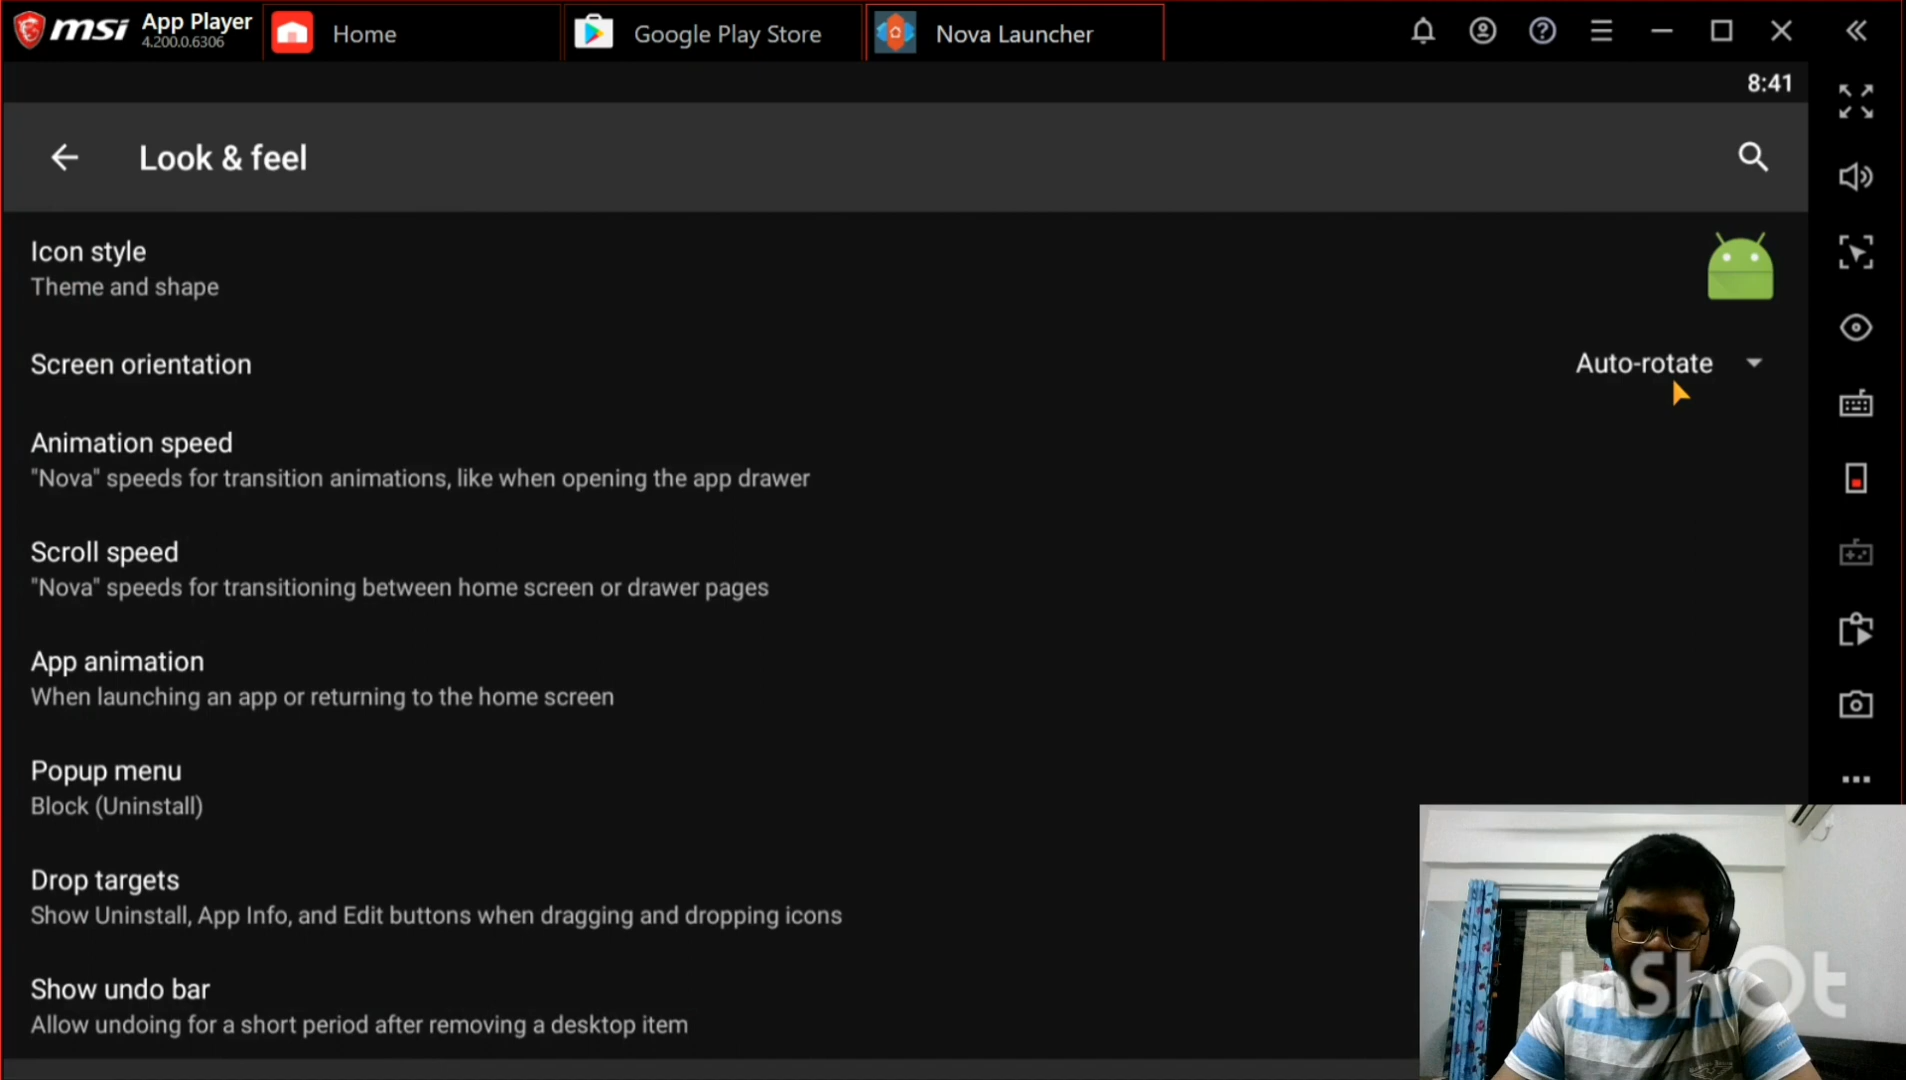 msi App Player
4.200.0.6306
Home
Google Play Store
Nova Launcher
8:41
Look & feel
Icon style
Theme and shape
Screen orientation
Auto-rotate
Animation speed
"Nova" speeds for transition animations, like when opening the app drawer
Scroll speed
"Nova" speeds for transitioning between home screen or drawer pages
App animation
When launching an app or returning to the home screen
Popup menu
Block (Uninstall)
Drop targets
Show Uninstall, App Info, and Edit buttons when dragging and dropping icons
Show undo bar
Allow undoing for a short period after removing a desktop item
InShOt